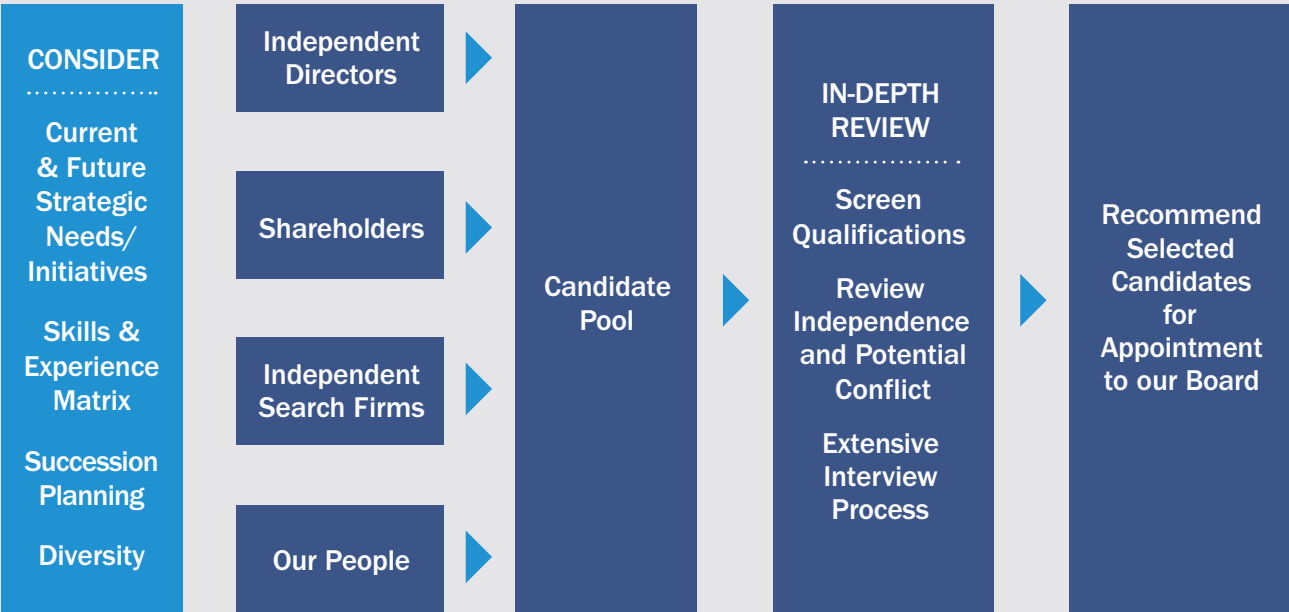 CONSIDER
Current
& Future
Strategic
Needs/
Initiatives
Skills &
Experience
Matrix
Succession
Planning
Diversity
Independent
Directors
Shareholders
Independent
Search Firms
Our People
Candidate
Pool
IN-DEPTH
REVIEW
Screen
Qualifications
Review
Independence
and Potential
Conflict
Extensive
Interview
Process
Recommend
Selected
Candidates
for
Appointment
to our Board